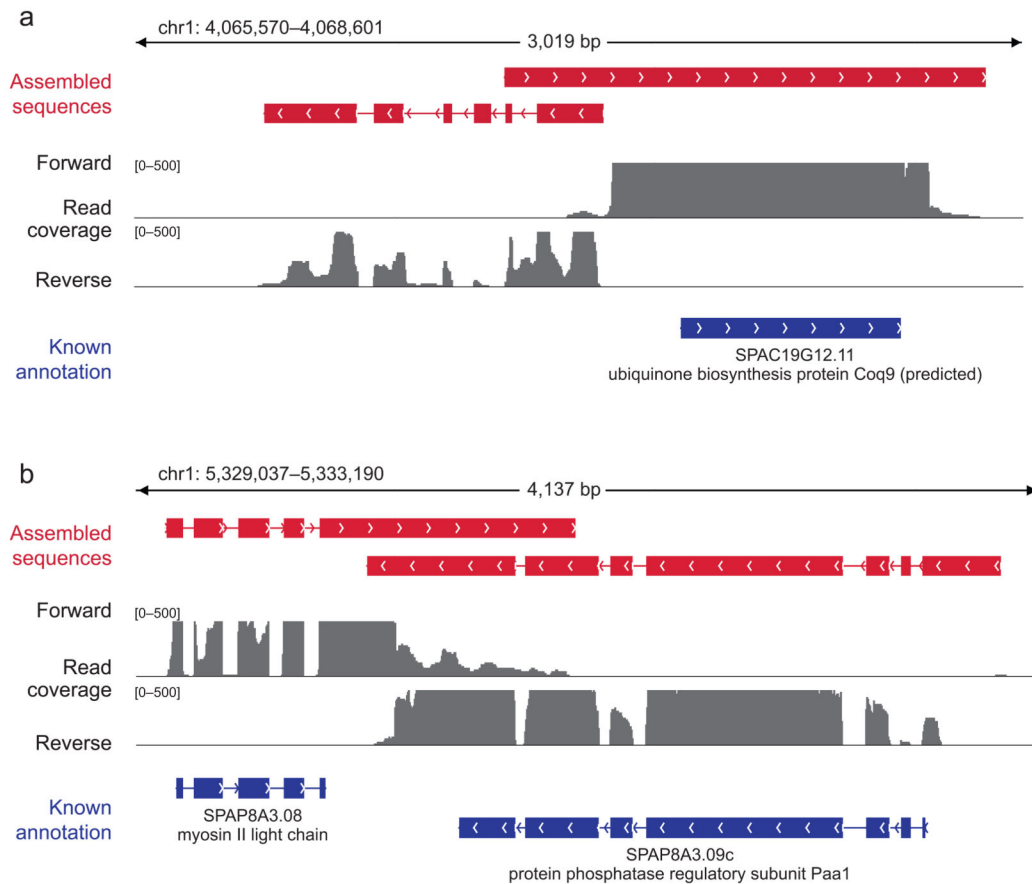 a
chr1: 4,065,570–4,068,601
3,019 bp
Assembled
sequences
Forward
[0–500]
Read
coverage
[0–500]
Reverse
Known
annotation
SPAC19G12.11
ubiquinone biosynthesis protein Coq9 (predicted)
b
chr1: 5,329,037–5,333,190
4,137 bp
Assembled
sequences
Forward
[0–500]
Read
coverage
[0–500]
Reverse
Known
annotation
SPAP8A3.08
myosin II light chain
SPAP8A3.09c
protein phosphatase regulatory subunit Paa1